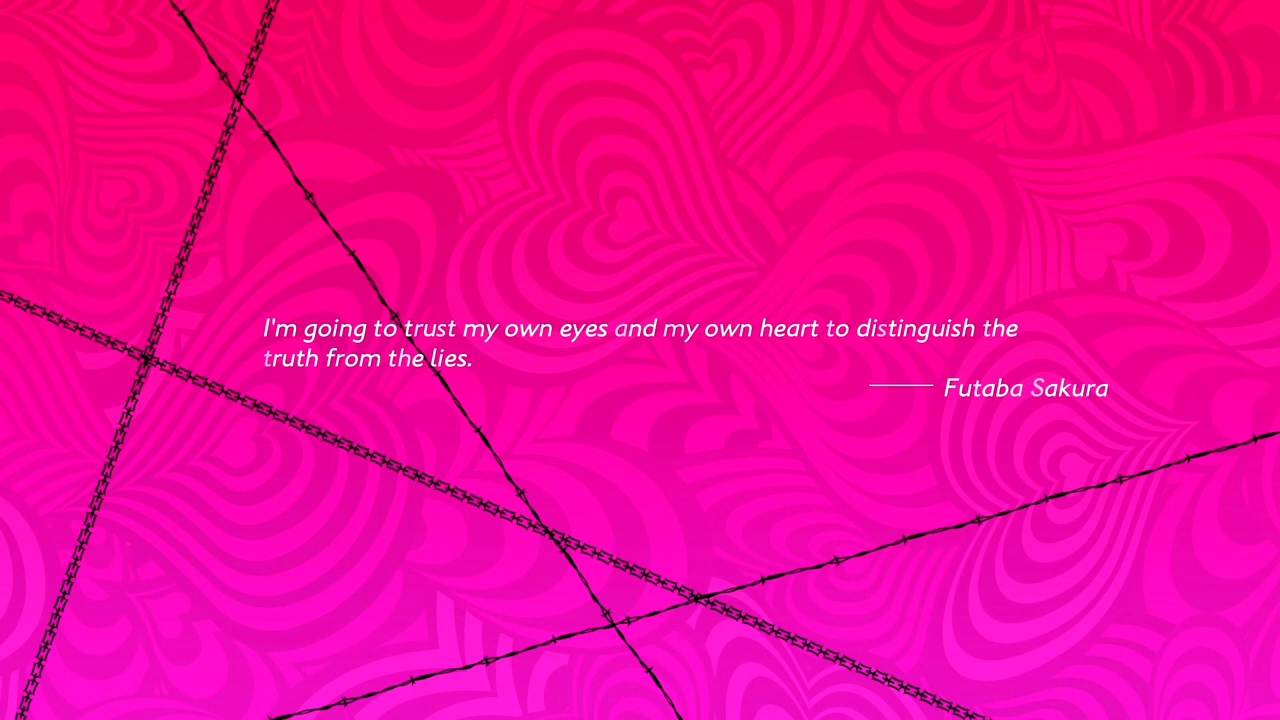 I'm going to trust my own eyes and my own heart to distinguish the
truth from the lies.
Futaba Sakura